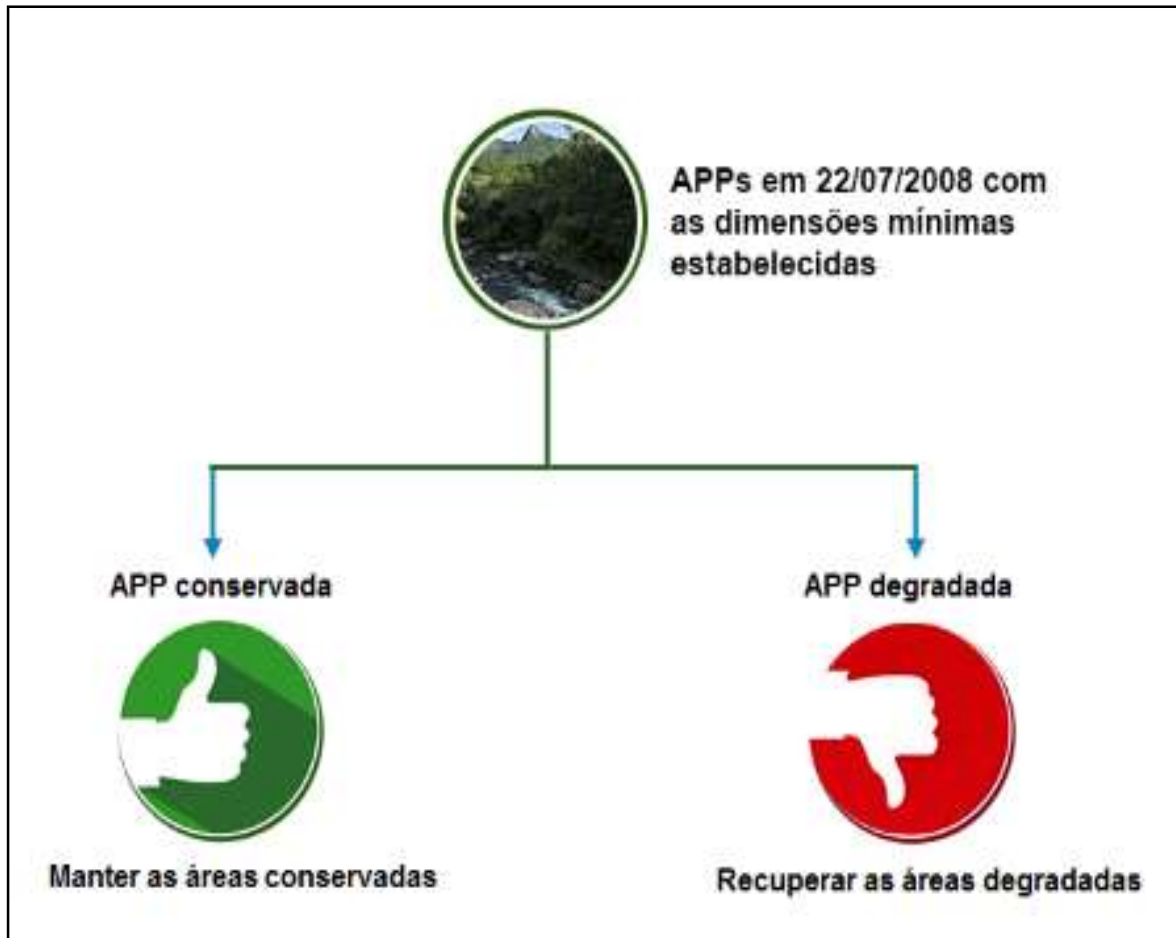 APPs em 22/07/2008 com
as dimensões mínimas
estabelecidas
APP conservada
APP degradada
Manter as áreas conservadas
Recuperar as áreas degradadas